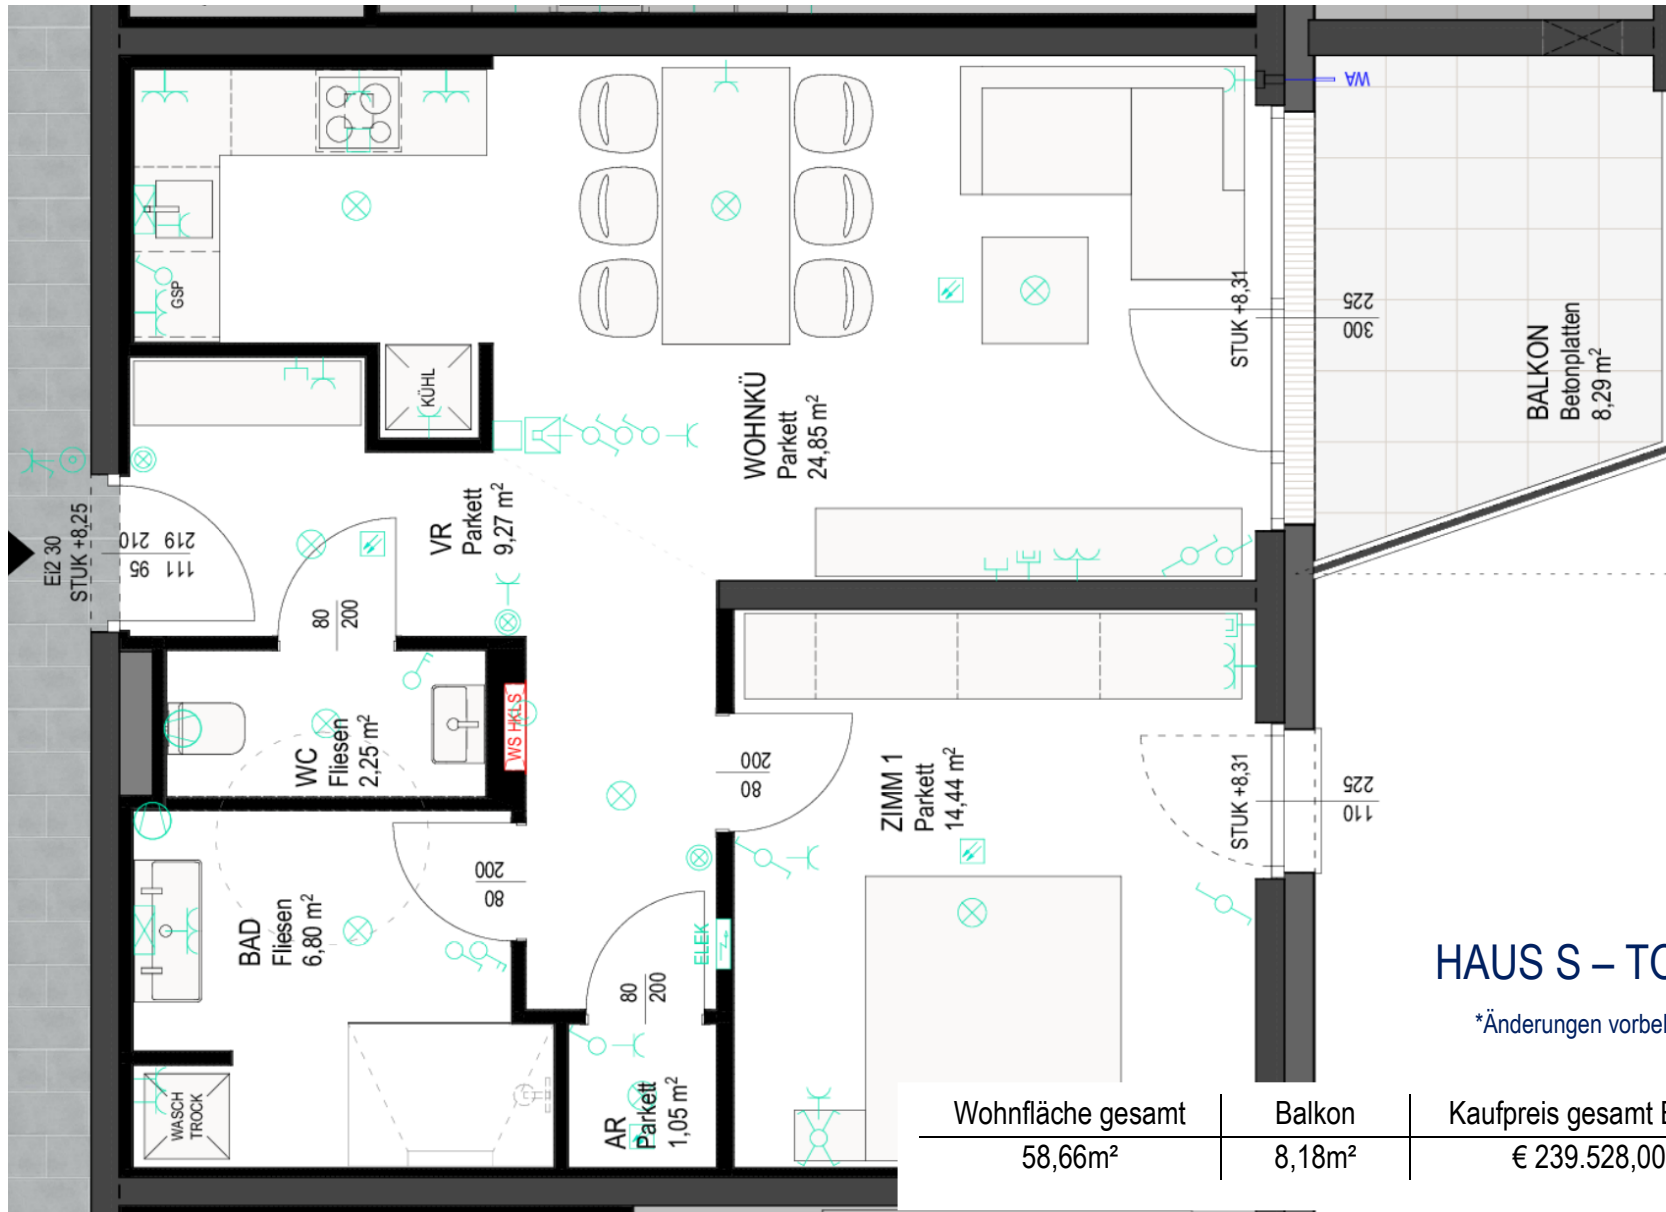 WA
GSP
KÜHL
STUK +8,31
225
300
BALKON
Betonplatten
8,29 m²
WOHNKÜ
Parkett
24,85 m²
VR
Parkett
9,27 m²
Ei2 30
STUK +8,25
219 210
111 95
80
200
WC
Fliesen
2,25 m²
WS HKLS
200
80
ZIMM 1
Parkett
14,44 m²
STUK +8,31
225
110
BAD
Fliesen
6,80 m²
200
80
ELEK
80
200
AR
Parkett
1,05 m²
WASCH
TROCK
HAUS S – TO
*Änderungen vorbe
Wohnfläche gesamt Balkon Kaufpreis gesamt
58,66m² 8,18m² € 239.528,00